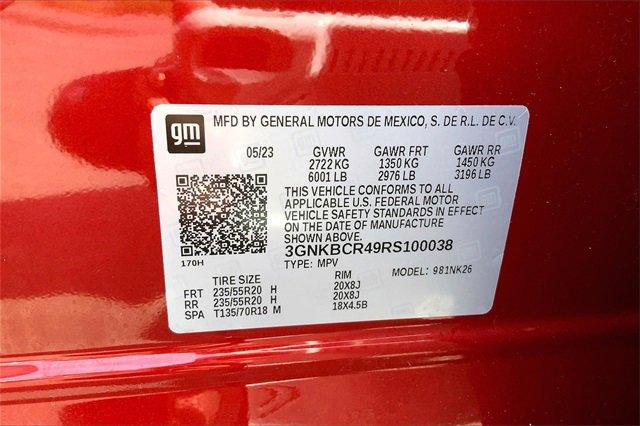 gm
MFD BY GENERAL MOTORS DE MEXICO, S. DE R.L. DE C.V.
05/23 GVWR GAWR FRT GAWR RR
2722 KG 1350 KG 1450 KG
6001 LB 2976 LB 3196 LB
THIS VEHICLE CONFORMS TO ALL
APPLICABLE U.S. FEDERAL MOTOR
VEHICLE SAFETY STANDARDS IN EFFECT
ON THE DATE OF MANUFACTURE
SHOWN ABOVE.
3GNKBCR49RS100038
170H TYPE: MPV MODEL: 981NK26
TIRE SIZE RIM
FRT 235/55R20 H 20X8J
RR 235/55R20 H 20X8J
SPA T135/70R18 M 18X4.5B